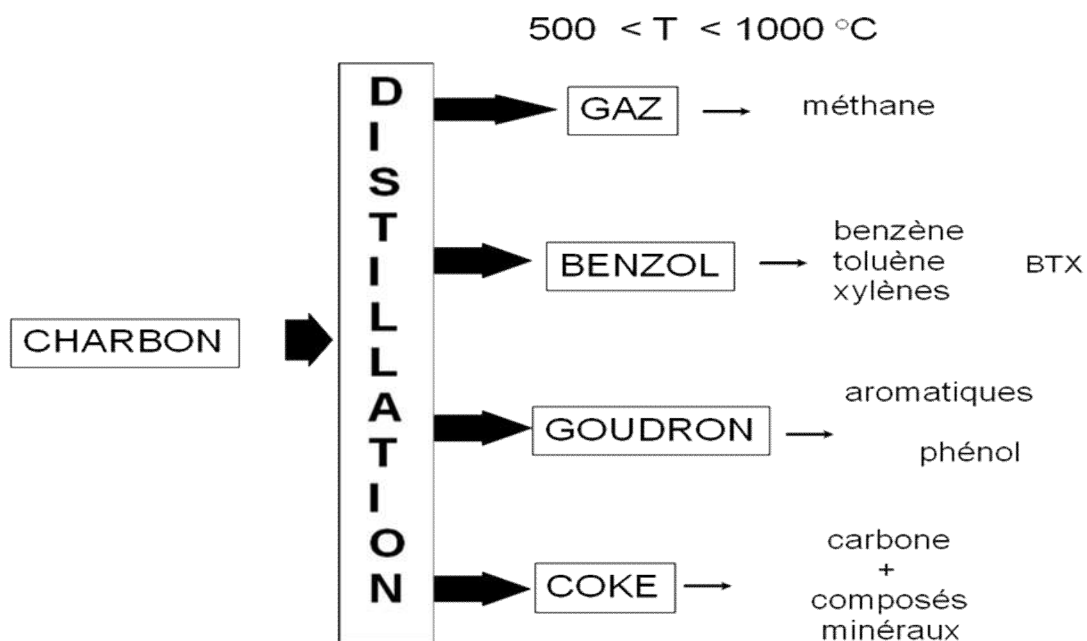 500 < T < 1000 °C
CHARBON
DISTILLATION
GAZ
méthane
BENZOL
benzène
toluène
xylènes
BTX
GOUDRON
aromatiques
phénol
COKE
carbone
+
composés
minéraux